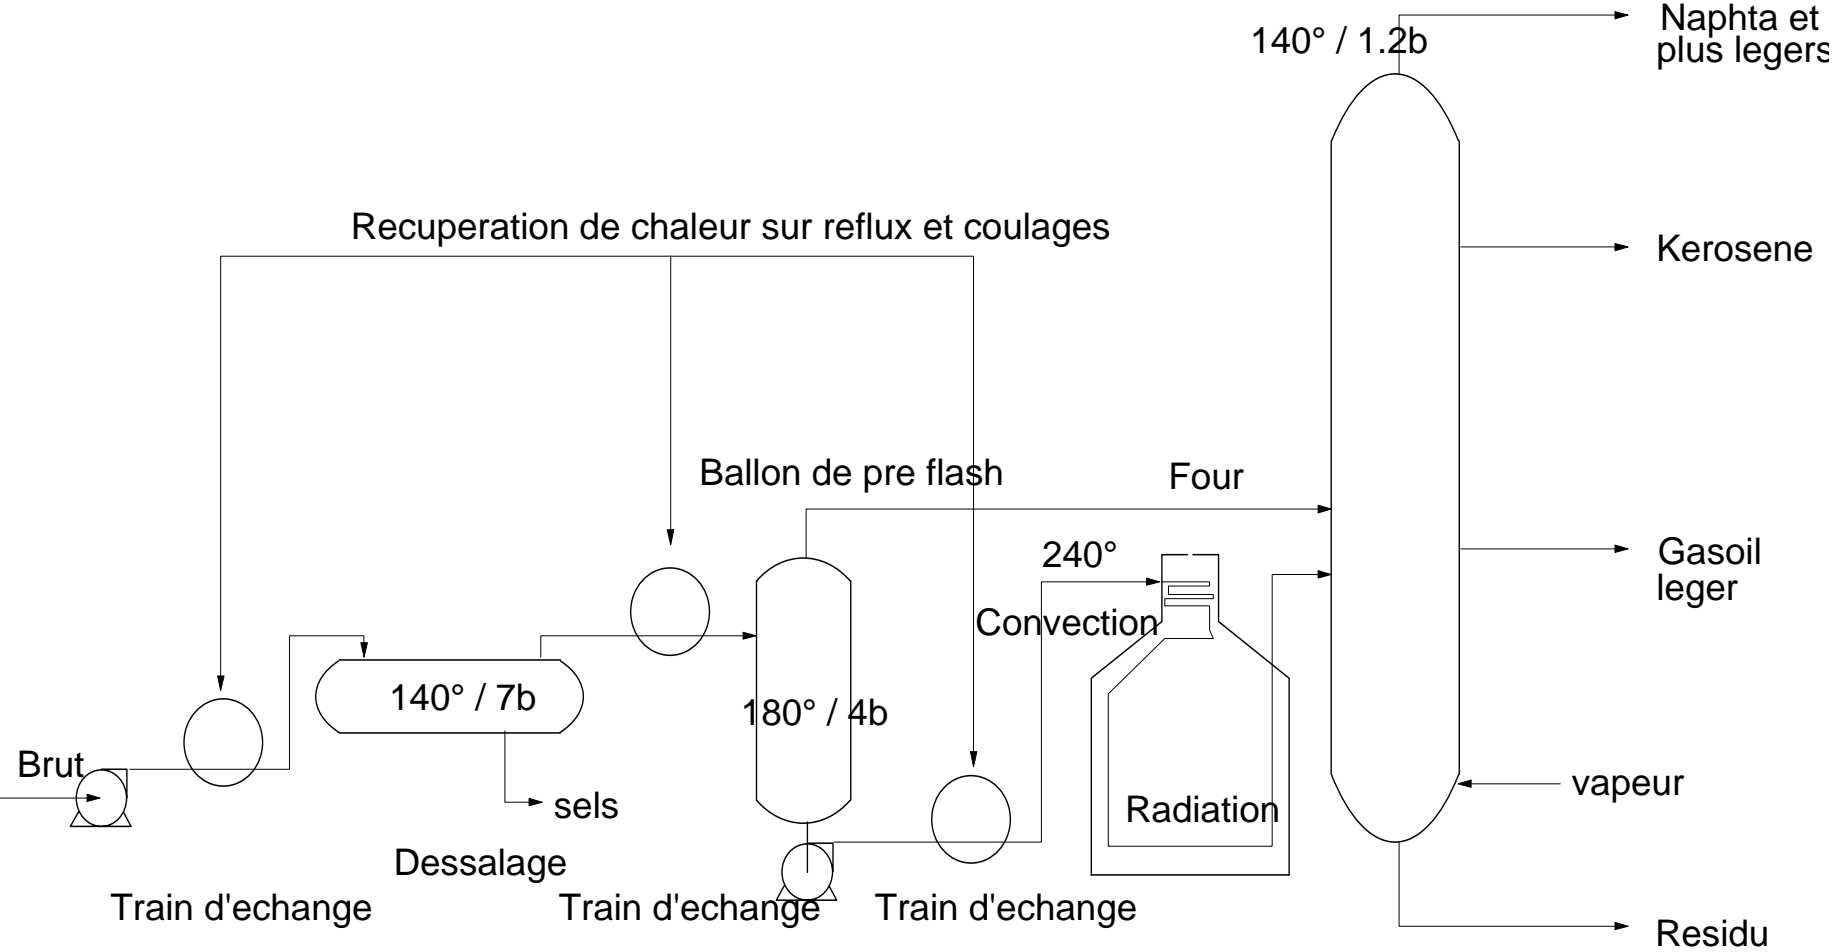 Naphta et
plus legers
140° / 1.2b
Recuperation de chaleur sur reflux et coulages
Kerosene
Ballon de pre flash
Four
240°
Gasoil
leger
Convection
140° / 7b
180° / 4b
Brut
sels
Radiation
vapeur
Dessalage
Train d'echange
Train d'echange
Train d'echange
Residu